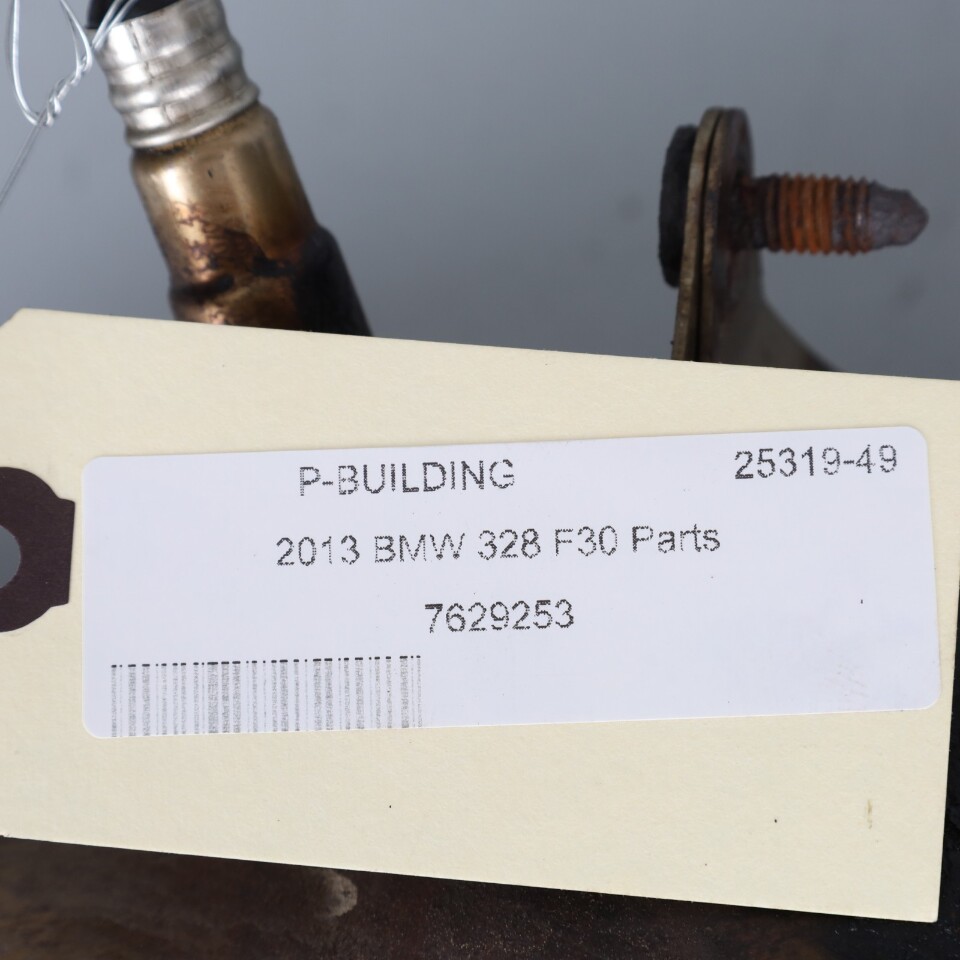 P-BUILDING 25319-49
2013 BMW 328 F30 Parts
7629253